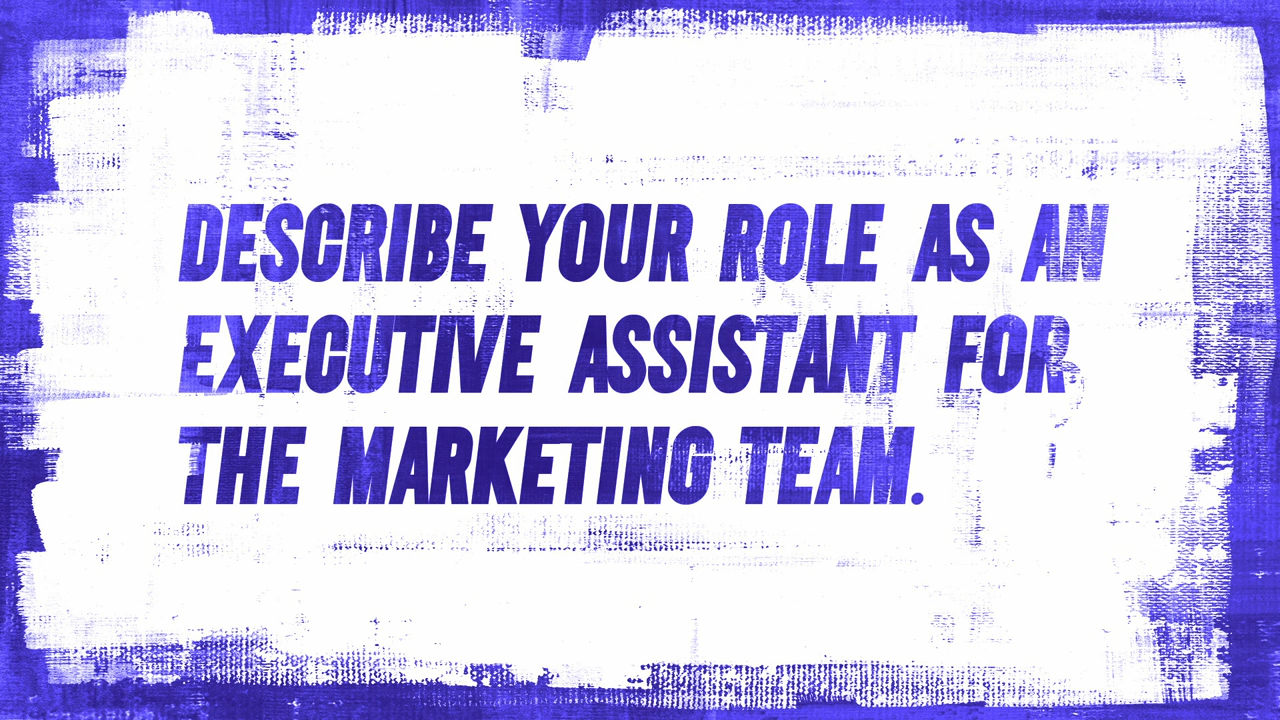 DESCRIBE YOUR ROLE AS AN
EXECUTIVE ASSISTANT FOR
THE MARKETING TEAM.